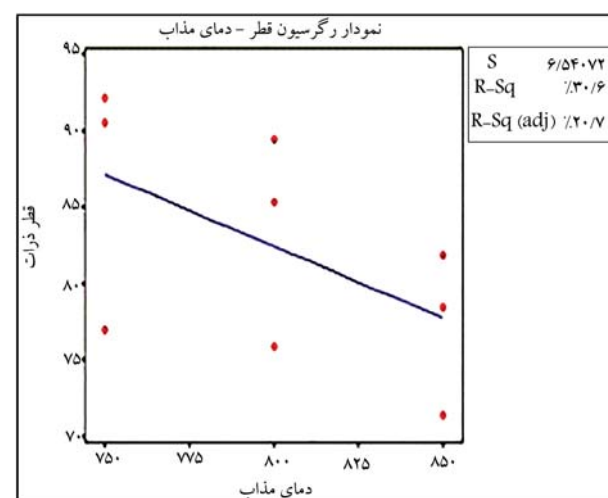 نمودار رگرسیون قطر – دمای مذاب
S ۶/۵۴۰۷۲
R-Sq ٪۳۰/۶
R-Sq (adj) ٪۲۰/۷
قطر ذرات
۹۵
۹۰
۸۵
۸۰
۷۵
۷۰
۷۵۰ ۷۷۵ ۸۰۰ ۸۲۵ ۸۵۰
دمای مذاب